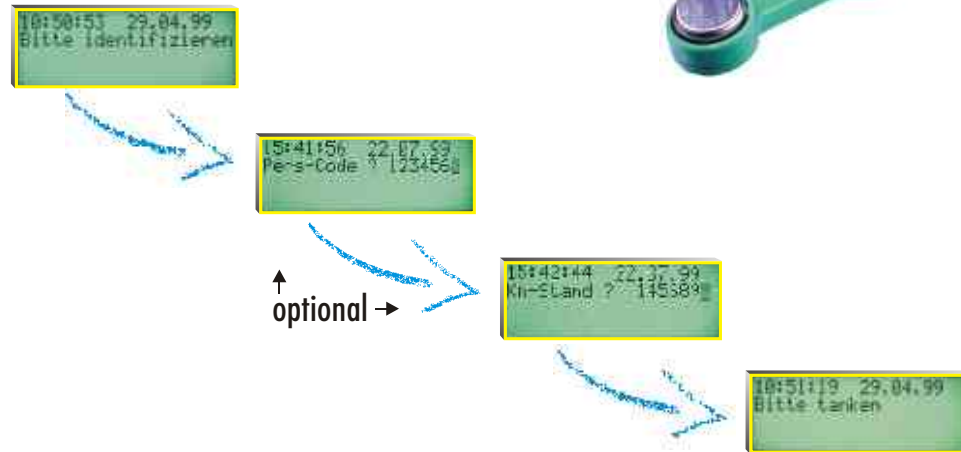 10:50:53 29.04.99
Bitte identifizieren
15:41:56 22.07.99
Pers-Code ? 123456
optional
15:42:44 22.07.99
Km-Stand ?
10:51:19 29.04.99
Bitte tanken